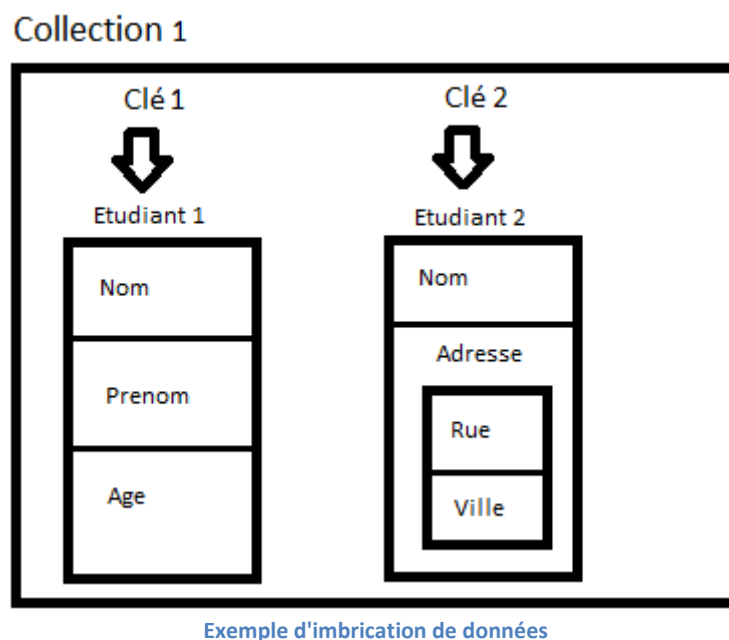 Collection 1
Clé 1
Clé 2
Etudiant 1
Etudiant 2
Nom
Prenom
Age
Nom
Adresse
Rue
Ville
Exemple d'imbrication de données